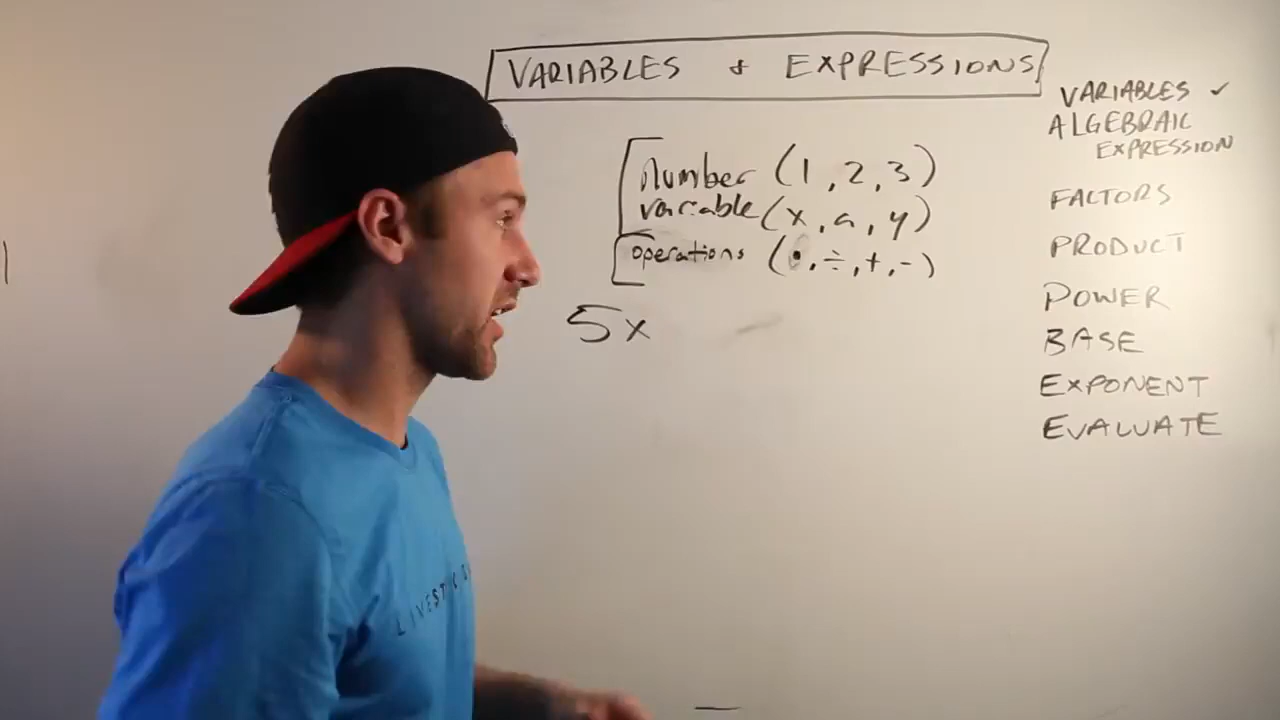 VARIABLES & EXPRESSIONS
number (1, 2, 3)
variable (x, a, y)
operations (•, ÷, +, -)
5x
VARIABLES ✓
ALGEBRAIC
EXPRESSION
FACTORS
PRODUCT
POWER
BASE
EXPONENT
EVALUATE